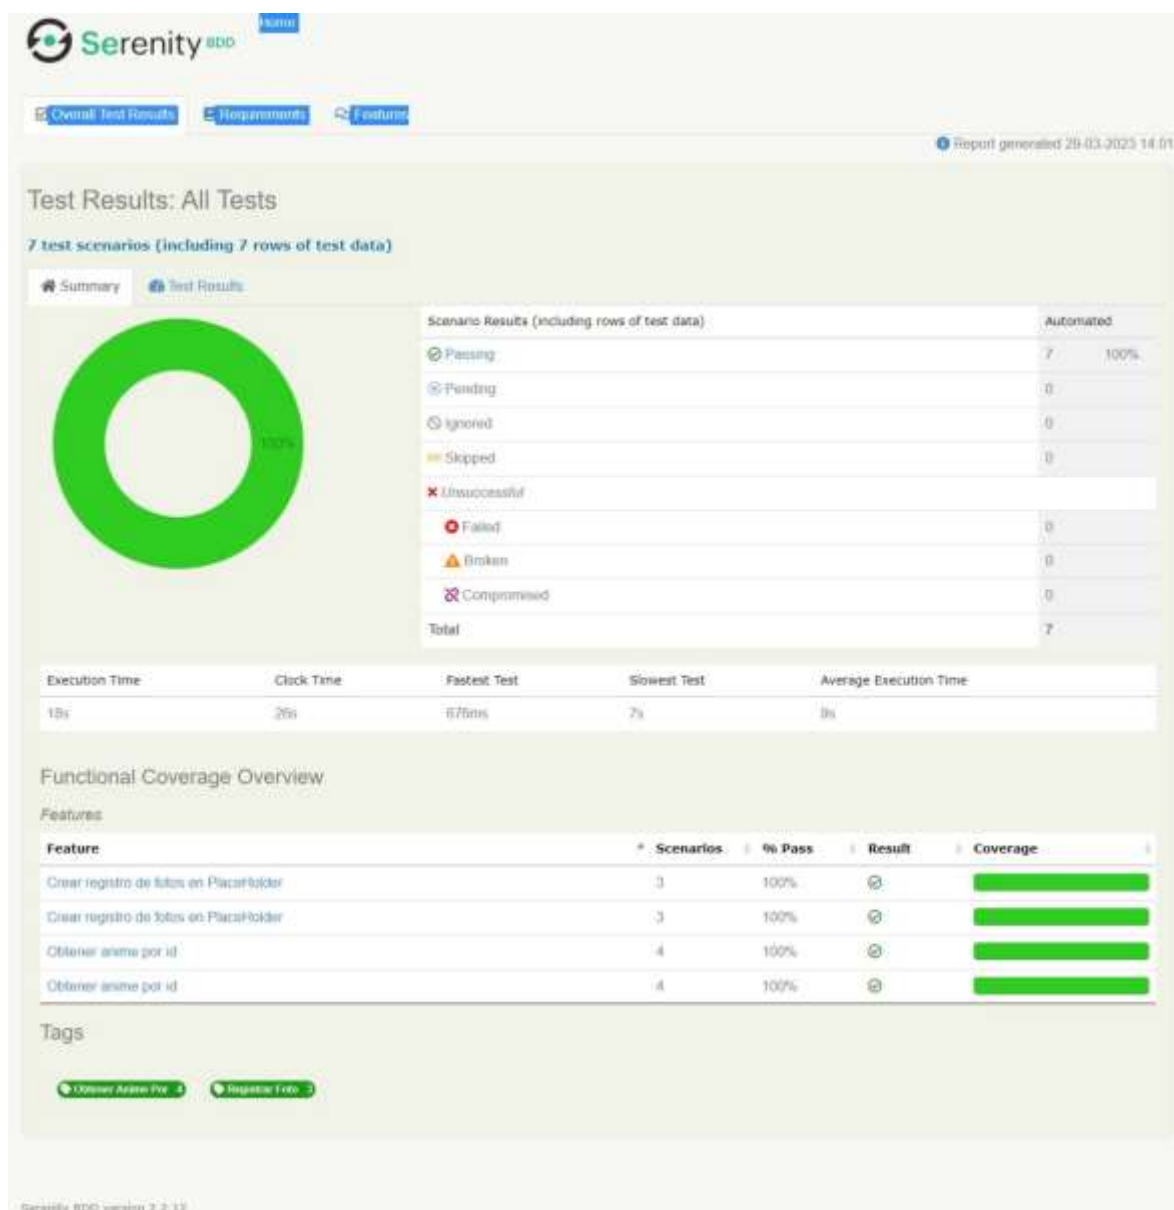 Serenity BDD Home
Overall Test Results Requirements Features
Report generated 29-03-2023 14:01
Test Results: All Tests
7 test scenarios (including 7 rows of test data)
Summary Test Results
Scenario Results (including rows of test data) Automated
100%
Passing 7 100%
Pending 0
Ignored 0
Skipped 0
Unsuccessful
Failed 0
Broken 0
Compromised 0
Total 7
Execution Time Clock Time Fastest Test Slowest Test Average Execution Time
18s 26s 676ms 7s
Functional Coverage Overview
Features
Feature Scenarios % Pass Result Coverage
Crear registro de fotos en PlaceHolder 3 100%
Crear registro de fotos en PlaceHolder 3 100%
Obtener anime por id 4 100%
Obtener anime por id 4 100%
Tags
Obtener Anime Por 4 Registrar Foto 3
Serenity BDD version